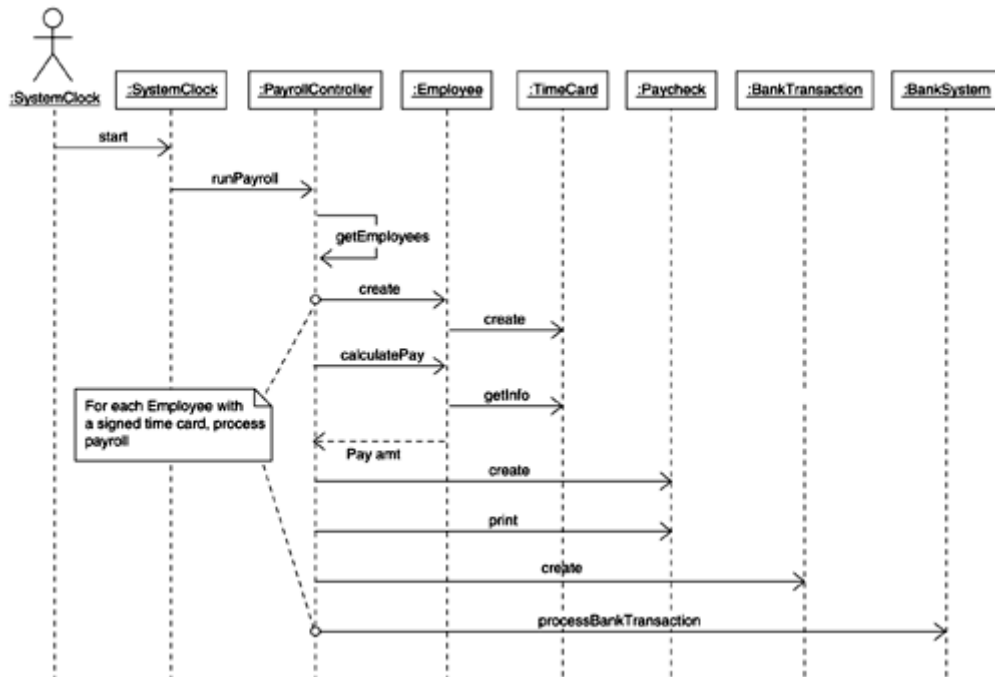 :SystemClock
:SystemClock
:PayrollController
:Employee
:TimeCard
:Paycheck
:BankTransaction
:BankSystem
start
runPayroll
getEmployees
create
create
calculatePay
For each Employee with
a signed time card, process
payroll
getInfo
Pay amt
create
print
create
processBankTransaction